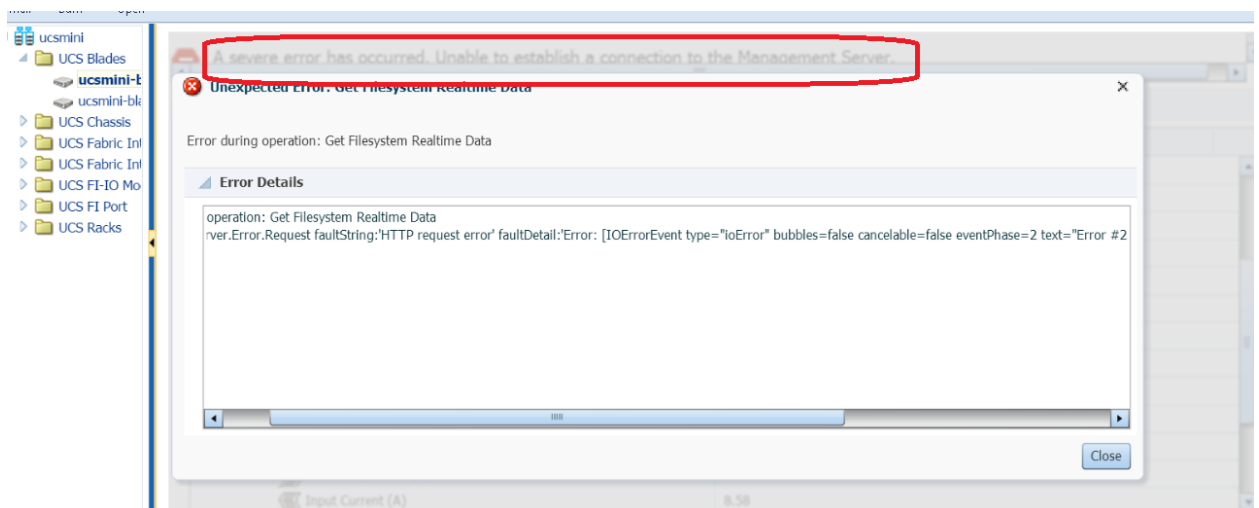 ucsmini
UCS Blades
ucsmini-b
ucsmini-bla
UCS Chassis
UCS Fabric Int
UCS Fabric Int
UCS FI-IO Mo
UCS FI Port
UCS Racks
A severe error has occurred. Unable to establish a connection to the Management Server.
Unexpected Error: Get Filesystem Realtime Data
Error during operation: Get Filesystem Realtime Data
Error Details
operation: Get Filesystem Realtime Data
rver.Error.Request faultString:'HTTP request error' faultDetail:'Error: [IOErrorEvent type="ioError" bubbles=false cancelable=false eventPhase=2 text="Error #2
Close
Input Current (A) 8.58